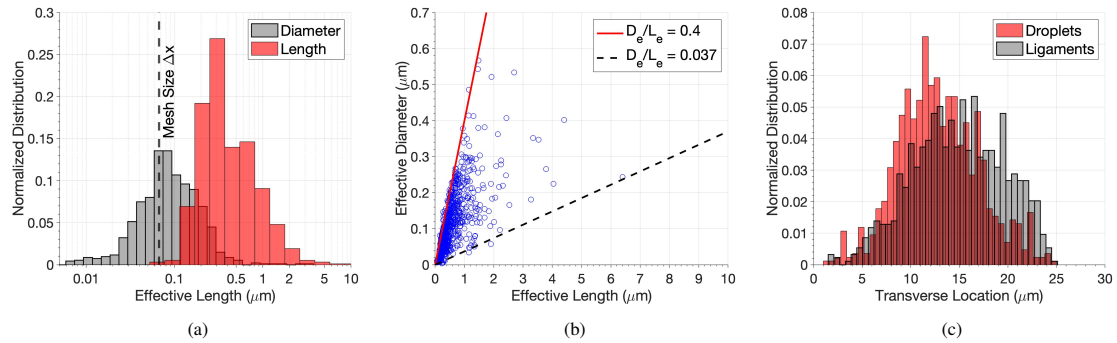 0.3
0.25
0.2
0.15
0.1
0.05
0
0.01
0.1
0.5
1
2
5
10
Normalized Distribution
Effective Length (μm)
Mesh Size Δx
Diameter
Length
(a)
0.7
0.6
0.5
0.4
0.3
0.2
0.1
0
0 1 2 3 4 5 6 7 8 9 10
Effective Diameter (μm)
Effective Length (μm)
D_e/L_e = 0.4
D_e/L_e = 0.037
(b)
0.08
0.07
0.06
0.05
0.04
0.03
0.02
0.01
0
0 5 10 15 20 25 30
Normalized Distribution
Transverse Location (μm)
Droplets
Ligaments
(c)